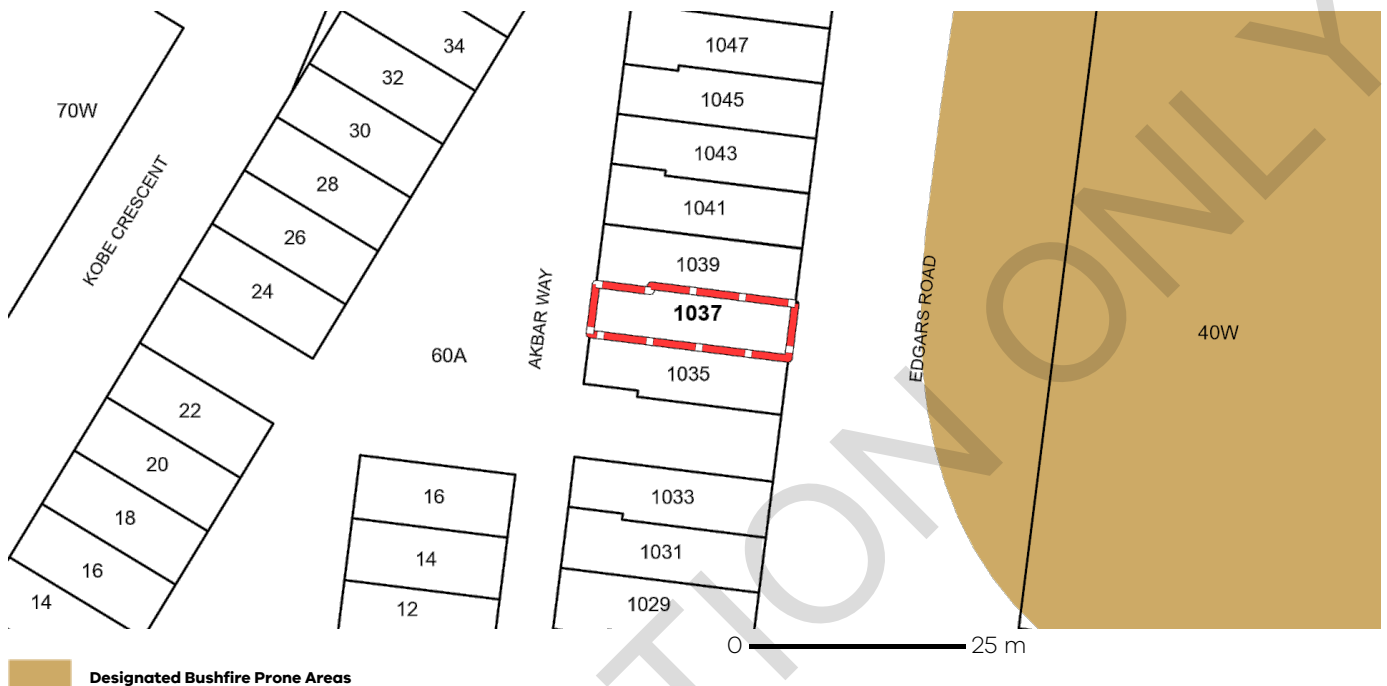 34
32
30
28
26
24
22
20
18
16
14
70W
KOBE CRESCENT
60A
AKBAR WAY
16
14
12
1047
1045
1043
1041
1039
1037
1035
1033
1031
1029
EDGARS ROAD
40W
TION ONLY
0 25 m
Designated Bushfire Prone Areas